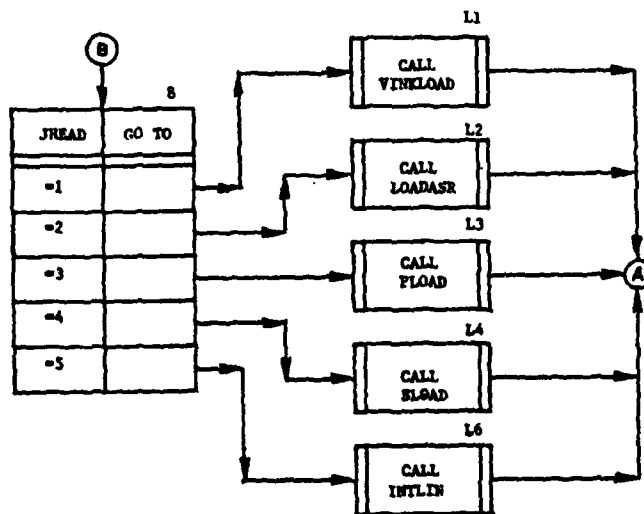 B
8
JREAD GO TO
=1
=2
=3
=4
=5
L1
CALL
VINKLOAD
L2
CALL
LOADASR
L3
CALL
PLOAD
L4
CALL
SLOAD
L6
CALL
INTLIN
A